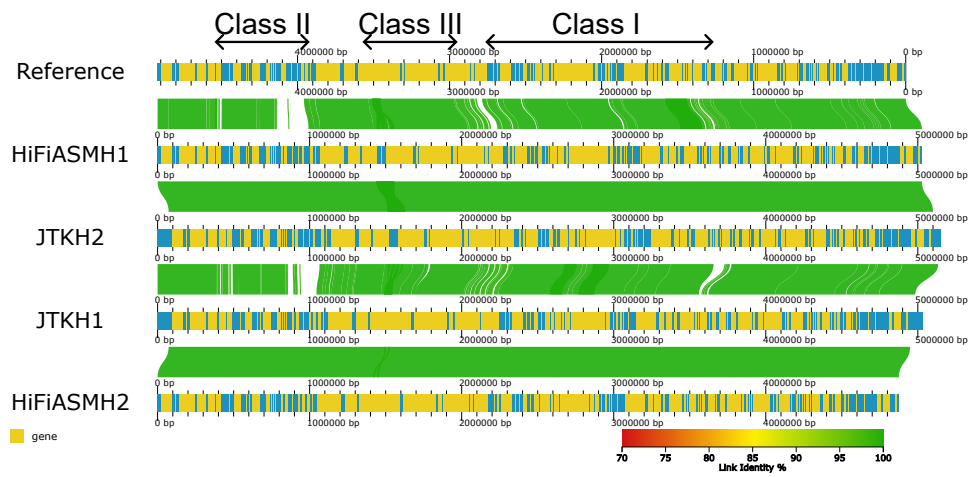 Class II Class III Class I
4000000 bp 3000000 bp 2000000 bp 1000000 bp 0 bp
Reference
4000000 bp 3000000 bp 2000000 bp 1000000 bp 0 bp
0 bp 1000000 bp 2000000 bp 3000000 bp 4000000 bp 5000000 bp
HiFiASMH1
0 bp 1000000 bp 2000000 bp 3000000 bp 4000000 bp 5000000 bp
0 bp 1000000 bp 2000000 bp 3000000 bp 4000000 bp 5000000 bp
JTKH2
0 bp 1000000 bp 2000000 bp 3000000 bp 4000000 bp 5000000 bp
0 bp 1000000 bp 2000000 bp 3000000 bp 4000000 bp 5000000 bp
JTKH1
0 bp 1000000 bp 2000000 bp 3000000 bp 4000000 bp 5000000 bp
0 bp 1000000 bp 2000000 bp 3000000 bp 4000000 bp
HiFiASMH2
0 bp 1000000 bp 2000000 bp 3000000 bp 4000000 bp
gene
70 75 80 85 90 95 100
Link Identity %